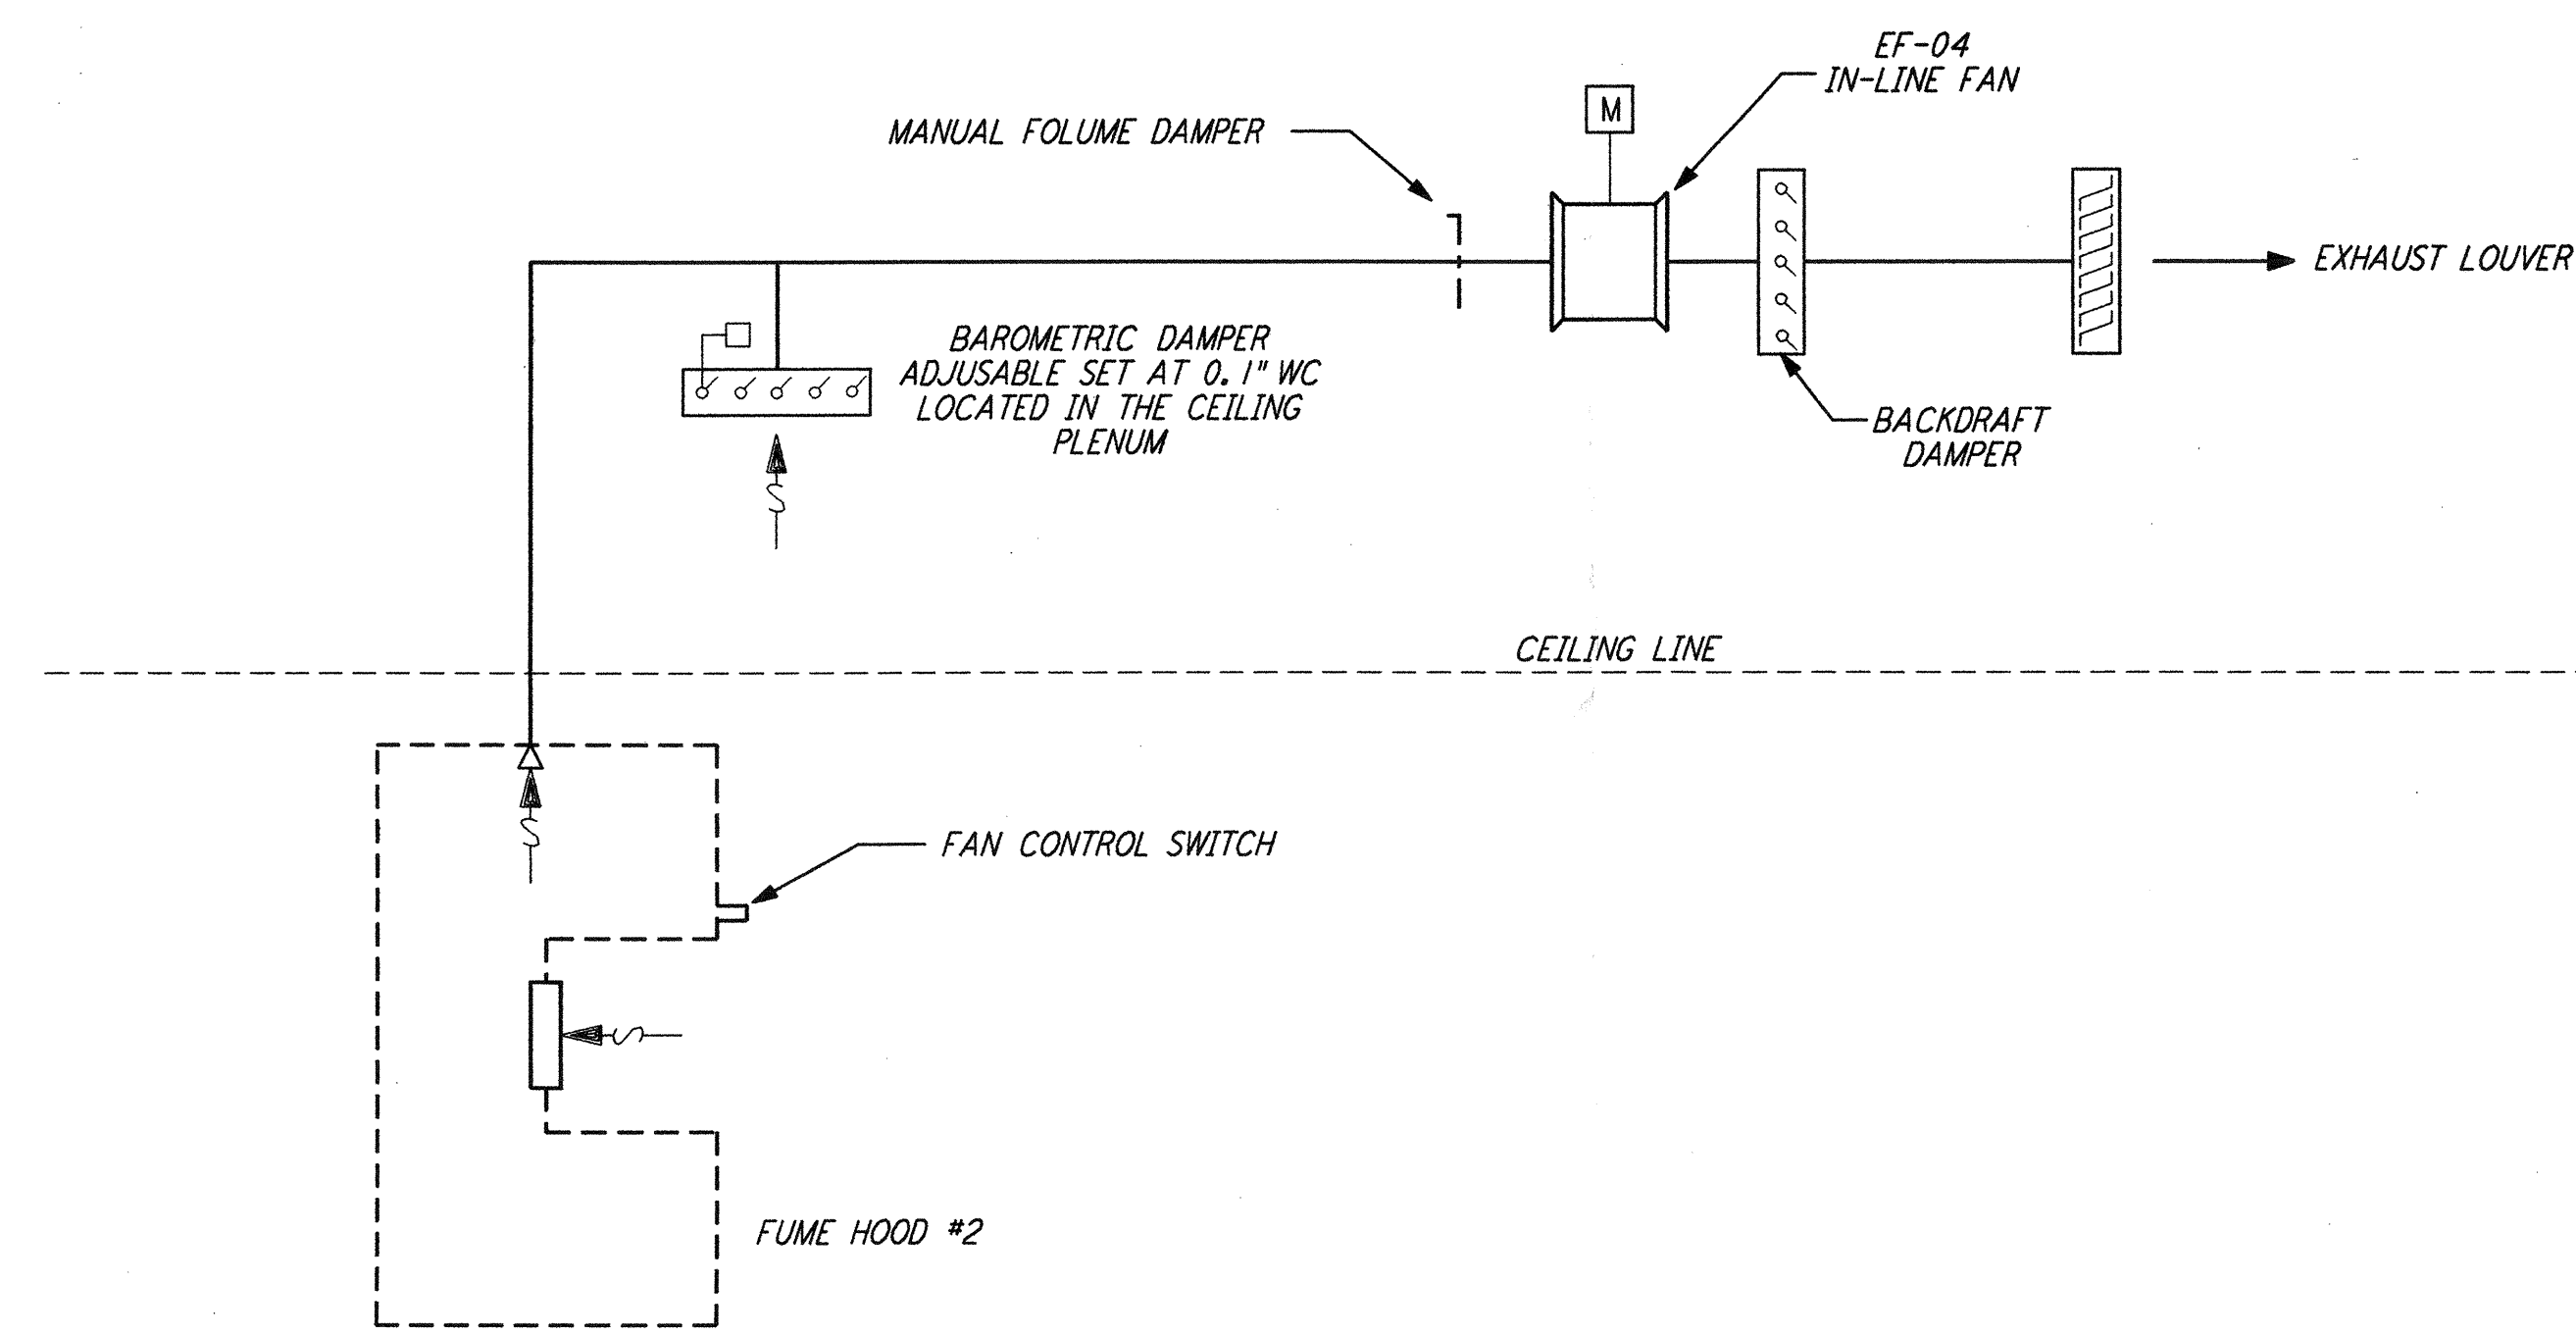 EF-04
IN-LINE FAN
M
MANUAL FOLUME DAMPER
EXHAUST LOUVER
BAROMETRIC DAMPER
ADJUSABLE SET AT 0.1" WC
LOCATED IN THE CEILING
PLENUM
BACKDRAFT
DAMPER
CEILING LINE
FAN CONTROL SWITCH
FUME HOOD #2